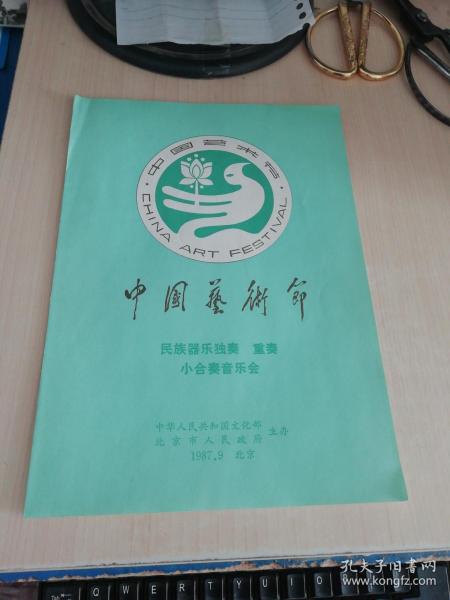 中国艺术节
CHINA ART FESTIVAL
中國藝術節
民族器乐独奏 重奏
小合奏音乐会
中华人民共和国文化部
北京市人民政府
主办
1987.9 北京
Q W E R T Y U I O
孔夫子旧书网
www.kongfz.com